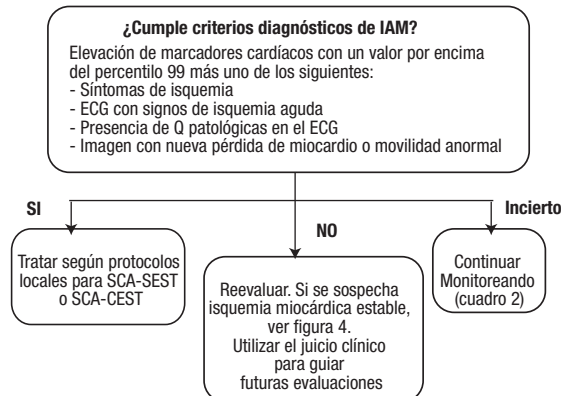 ¿Cumple criterios diagnósticos de IAM?
Elevación de marcadores cardíacos con un valor por encima
del percentilo 99 más uno de los siguientes:
- Síntomas de isquemia
- ECG con signos de isquemia aguda
- Presencia de Q patológicas en el ECG
- Imagen con nueva pérdida de miocardio o movilidad anormal
SI
Tratar según protocolos
locales para SCA-SEST
o SCA-CEST
NO
Reevaluar. Si se sospecha
isquemia miocárdica estable,
ver figura 4.
Utilizar el juicio clínico
para guiar
futuras evaluaciones
Incierto
Continuar
Monitoreando
(cuadro 2)